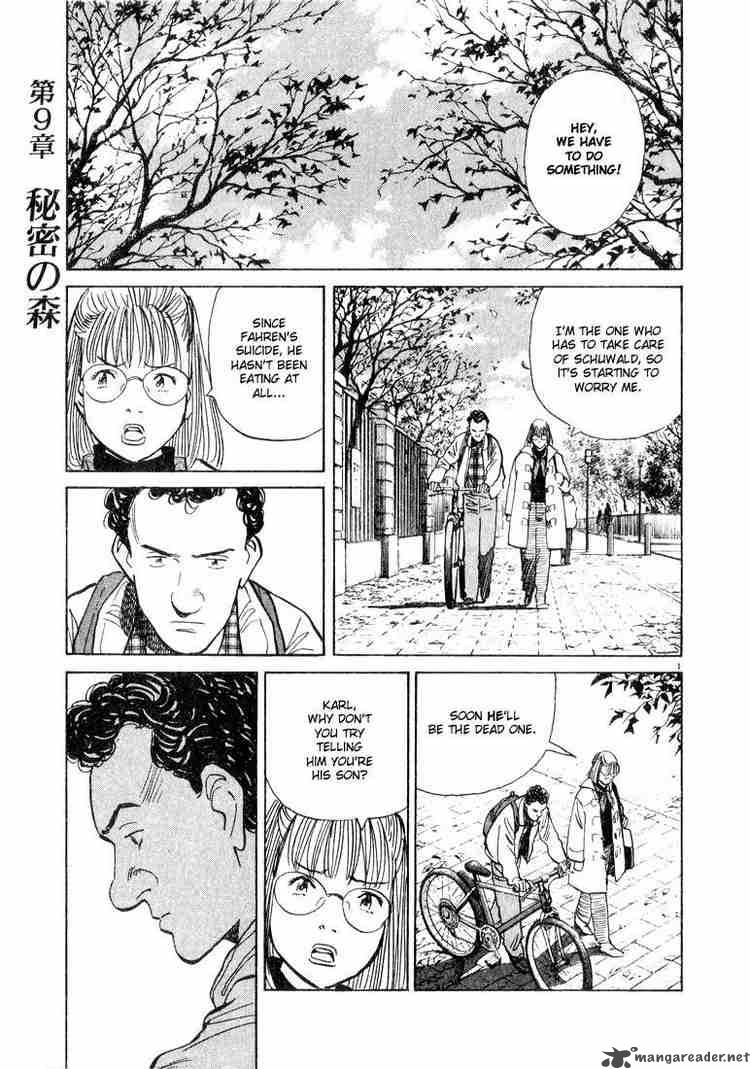 第9章 秘密の森
HEY,
WE HAVE
TO DO
SOMETHING!
I'M THE ONE WHO
HAS TO TAKE CARE
OF SCHUWALD, SO
IT'S STARTING TO
WORRY ME.
SINCE
FAHREN'S
SUICIDE, HE
HASN'T BEEN
EATING AT
ALL...
1
SOON HE'LL
BE THE DEAD ONE.
KARL,
WHY DON'T
YOU TRY
TELLING
HIM YOU'RE
HIS SON?
mangareader.net